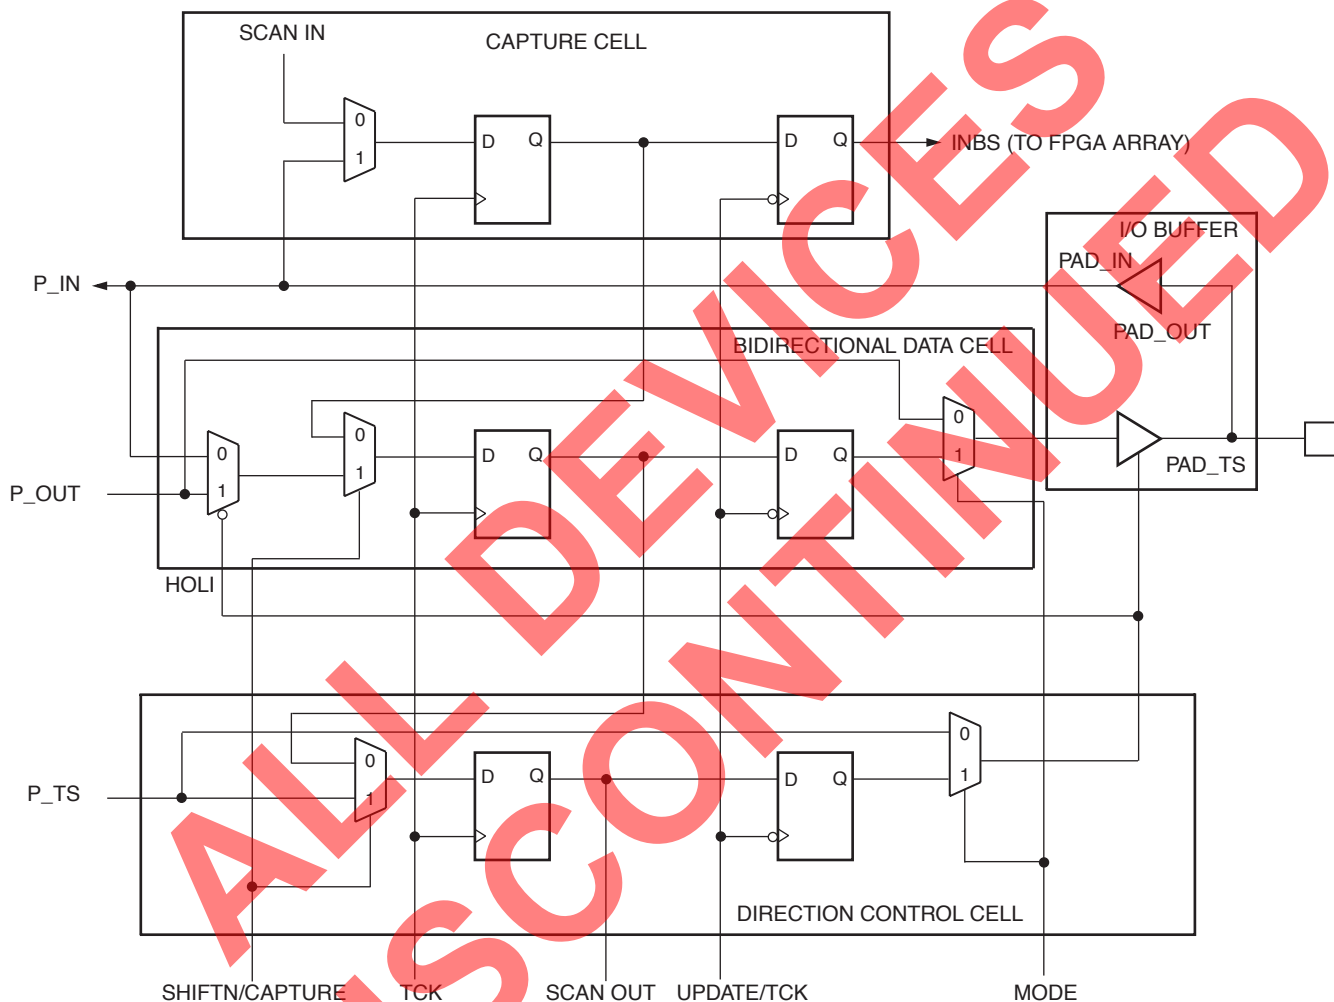 SCAN IN
CAPTURE CELL
0
1
D Q
D Q
INBS (TO FPGA ARRAY)
I/O BUFFER
PAD_IN
P_IN
PAD_OUT
BIDIRECTIONAL DATA CELL
0
1
0
1
D Q
D Q
0
1
PAD_TS
P_OUT
HOLI
0
1
D Q
D Q
0
1
P_TS
DIRECTION CONTROL CELL
SHIFTN/CAPTURE
TCK
SCAN OUT
UPDATE/TCK
MODE
ALL DEVICES
DISCONTINUED